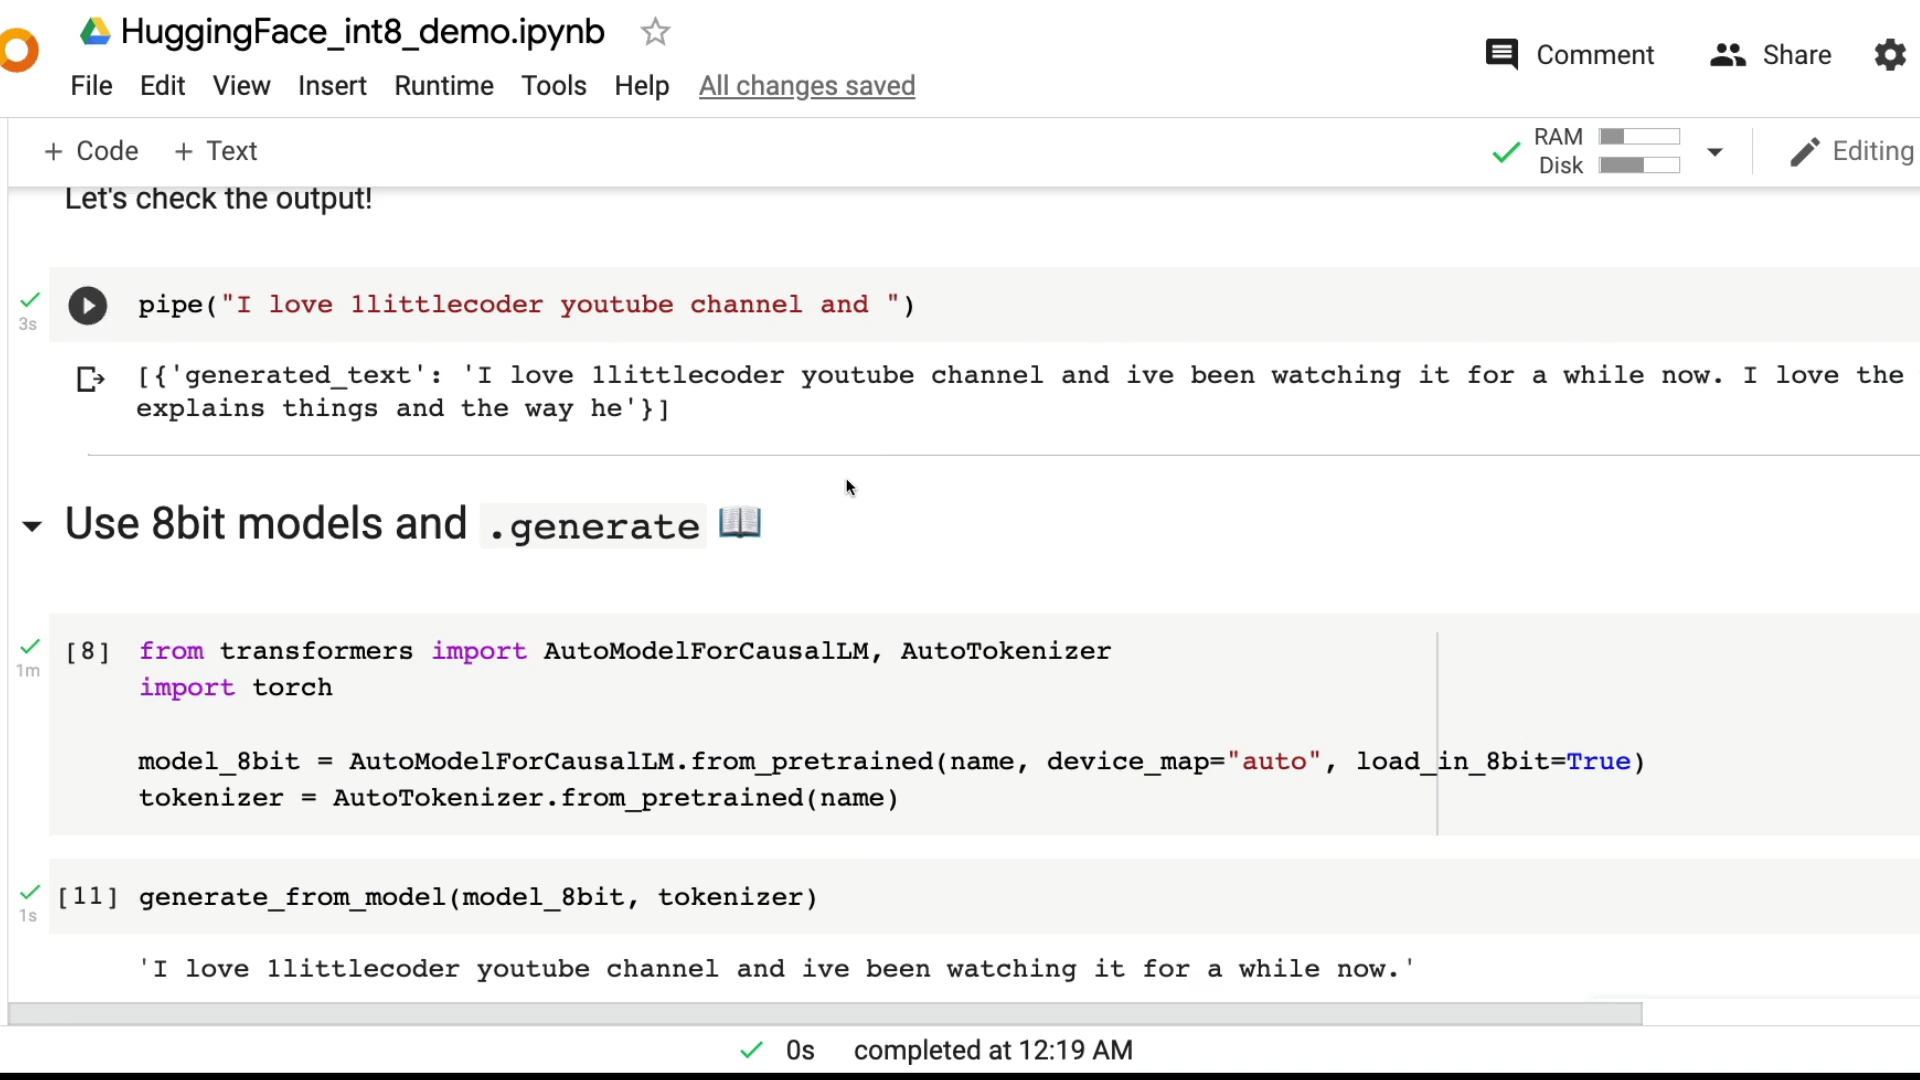 HuggingFace_int8_demo.ipynb
Comment
Share
File Edit View Insert Runtime Tools Help All changes saved
+ Code + Text
RAM
Disk
Editing
Let's check the output!
pipe("I love 1littlecoder youtube channel and ")
3s
[{'generated_text': 'I love 1littlecoder youtube channel and ive been watching it for a while now. I love the
explains things and the way he'}]
Use 8bit models and .generate
[8] from transformers import AutoModelForCausalLM, AutoTokenizer
1m
import torch
model_8bit = AutoModelForCausalLM.from_pretrained(name, device_map="auto", load_in_8bit=True)
tokenizer = AutoTokenizer.from_pretrained(name)
[11] generate_from_model(model_8bit, tokenizer)
1s
'I love 1littlecoder youtube channel and ive been watching it for a while now.'
0s completed at 12:19 AM